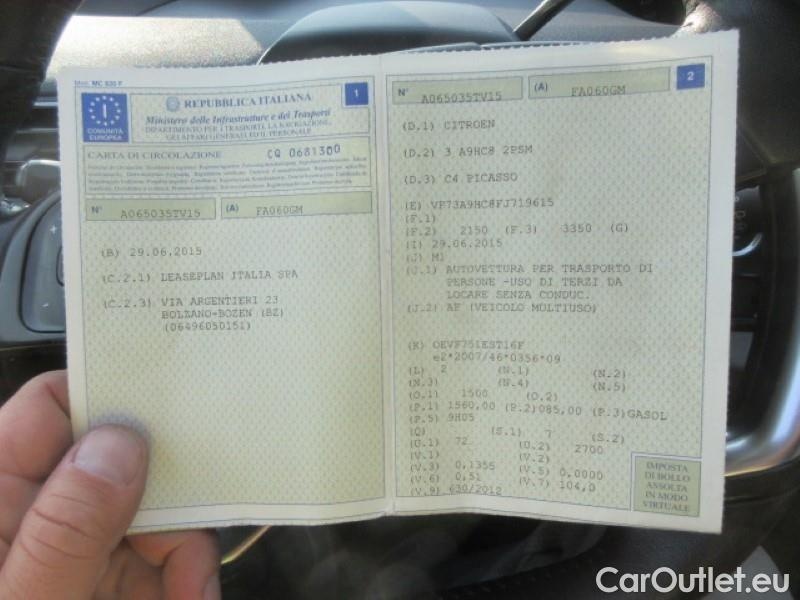 Mod. MC 820 F
I
COMUNITÀ
EUROPEA
REPUBBLICA ITALIANA
1
Ministero delle Infrastrutture e dei Trasporti
DIPARTIMENTO PER I TRASPORTI, LA NAVIGAZIONE,
GLI AFFARI GENERALI ED IL PERSONALE
CARTA DI CIRCOLAZIONE CQ 0681300
N° A065035TV15 (A) FA060GM
(B) 29.06.2015
(C.2.1) LEASEPLAN ITALIA SPA
(C.2.3) VIA ARGENTIERI 23
BOLZANO-BOZEN (BZ)
(06496050151)
2
N° A065035TV15 (A) FA060GM
(D.1) CITROEN
(D.2) 3 A9HC8 2PSM
(D.3) C4 PICASSO
(E) VF73A9HC8FJ719615
(F.1)
(F.2) 2150 (F.3) 3350 (G)
(I) 29.06.2015
(J) M1
(J.1) AUTOVETTURA PER TRASPORTO DI
PERSONE -USO DI TERZI DA
LOCARE SENZA CONDUC.
(J.2) AF (VEICOLO MULTIUSO)
(K) OEVF751EST16F
e2*2007/46*0356*09
(L) 2 (N.1) (N.2)
(N.3) (N.4) (N.5)
(O.1) 1500 (O.2)
(P.1) 1560,00 (P.2)085,00 (P.3)GASOL
(P.5) 9H05
(Q) (S.1) 7 (S.2)
(U.1) 72 (U.2) 2700
(V.1) (V.2)
(V.3) 0,1355 (V.5) 0,0000
(V.6) 0,51 (V.7) 104,0
(V.9) 630/2012
IMPOSTA
DI BOLLO
ASSOLTA
IN MODO
VIRTUALE
CarOutlet.eu